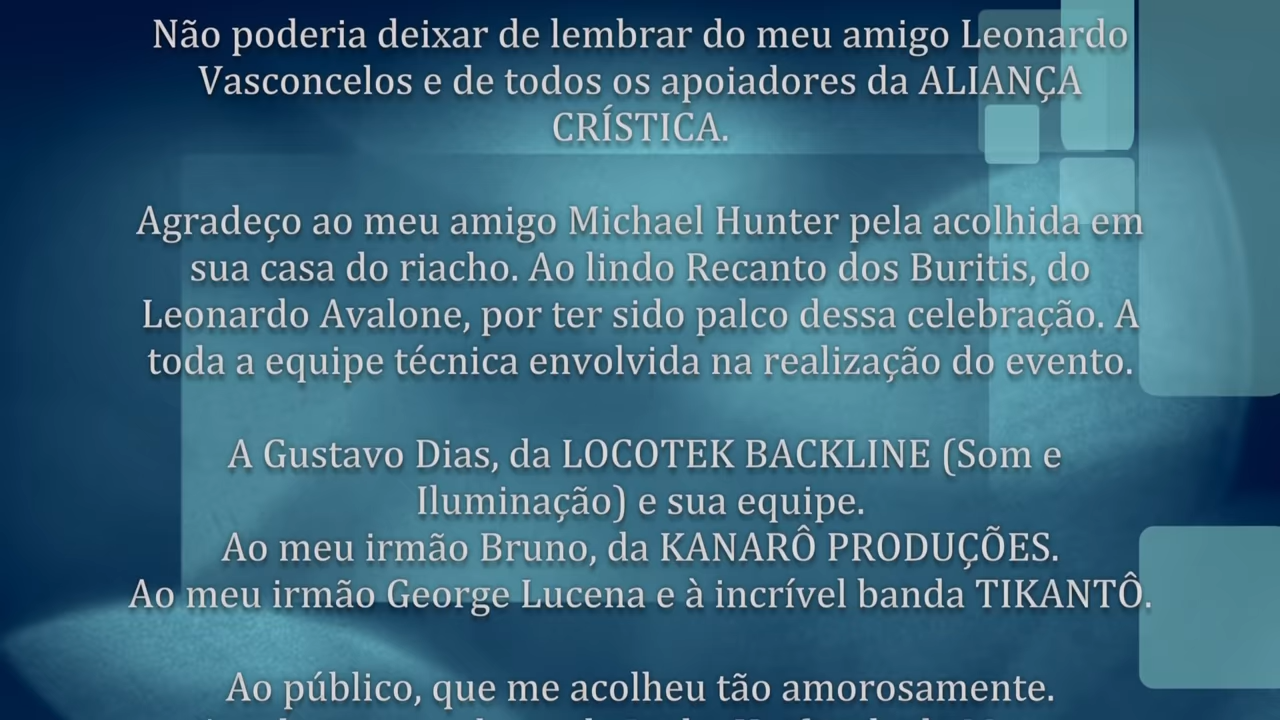 Não poderia deixar de lembrar do meu amigo Leonardo
Vasconcelos e de todos os apoiadores da ALIANÇA
CRÍSTICA.
Agradeço ao meu amigo Michael Hunter pela acolhida em
sua casa do riacho. Ao lindo Recanto dos Buritis, do
Leonardo Avalone, por ter sido palco dessa celebração. A
toda a equipe técnica envolvida na realização do evento.
A Gustavo Dias, da LOCOTEK BACKLINE (Som e
Iluminação) e sua equipe.
Ao meu irmão Bruno, da KANARÔ PRODUÇÕES.
Ao meu irmão George Lucena e à incrível banda TIKANTÔ.
Ao público, que me acolheu tão amorosamente.